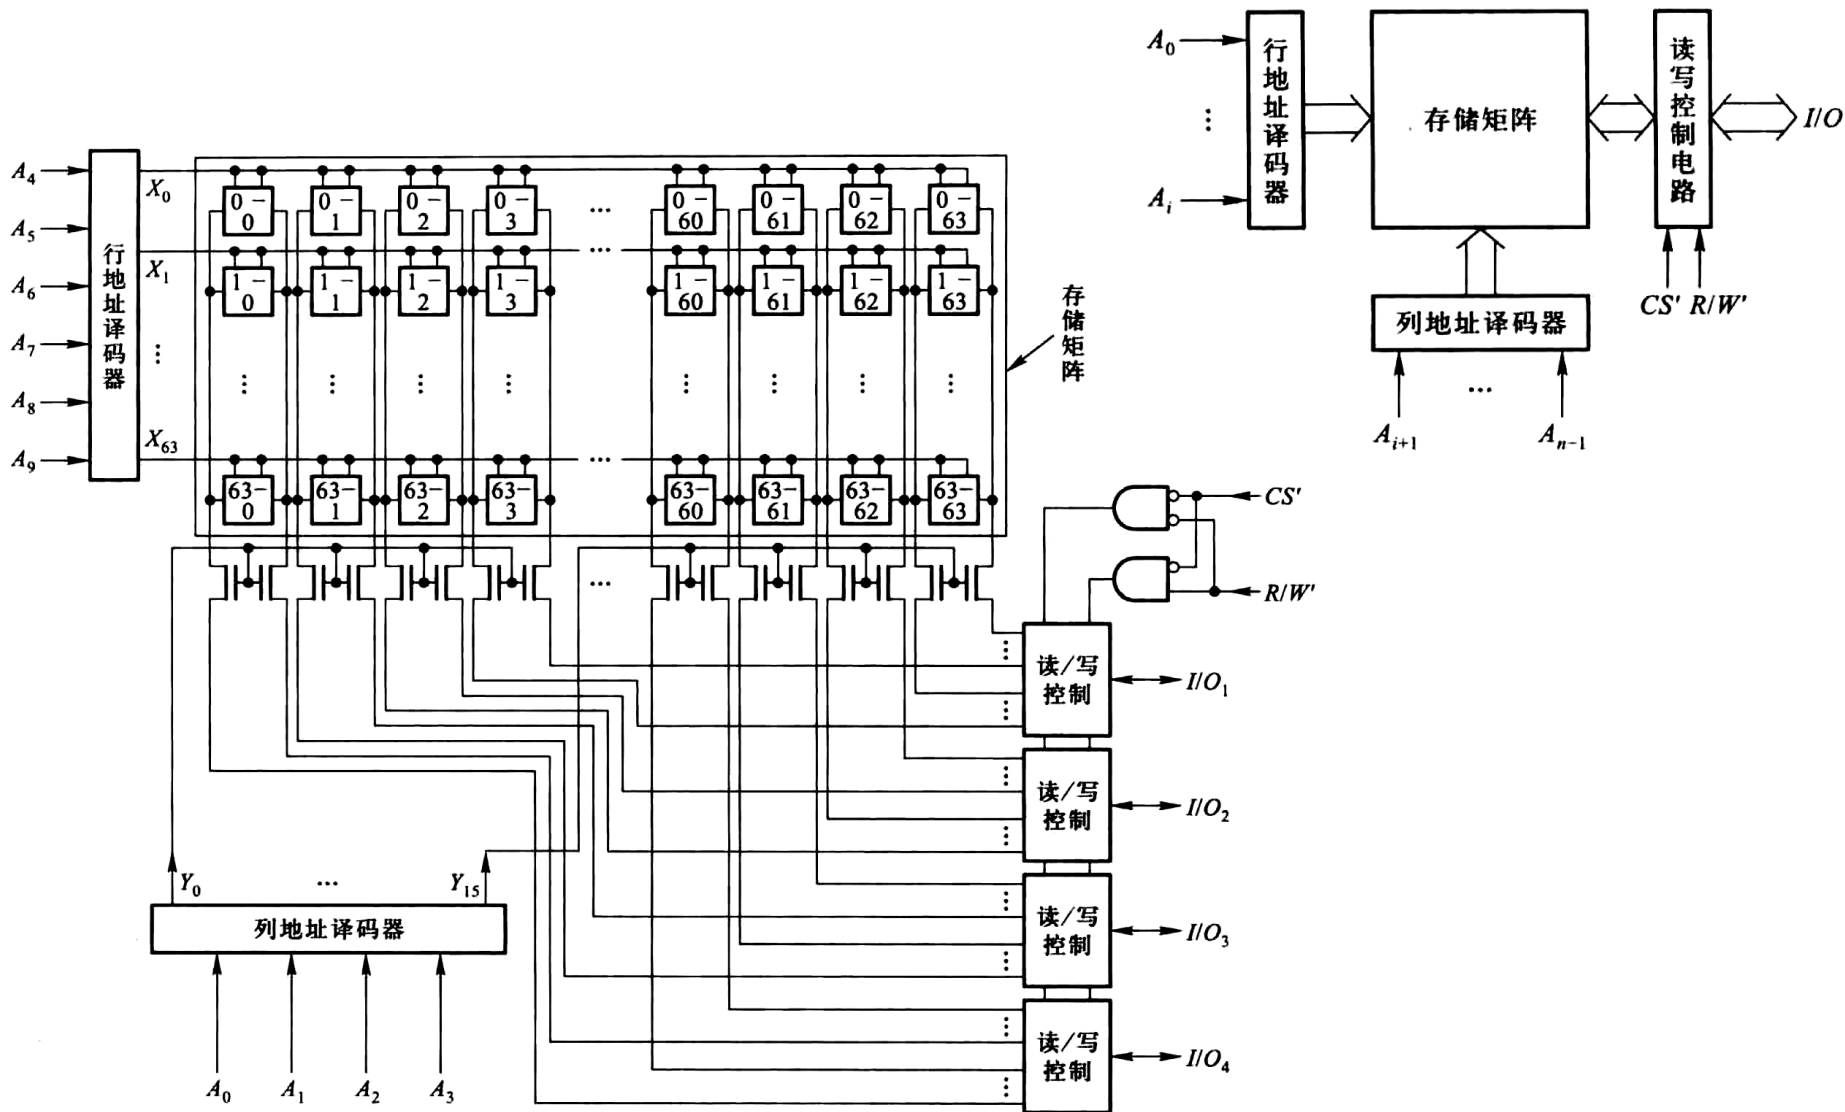 A₀
⋮
Aᵢ
行地址译码器
存储矩阵
读写控制电路
I/O
CS' R/W'
列地址译码器
Aᵢ₊₁ ... Aₙ₋₁
A₄
A₅
A₆
A₇
A₈
A₉
行地址译码器
X₀
X₁
⋮
X₆₃
0-0 0-1 0-2 0-3 ... 0-60 0-61 0-62 0-63
1-0 1-1 1-2 1-3 ... 1-60 1-61 1-62 1-63
⋮ ⋮ ⋮ ⋮ ⋮ ⋮ ⋮ ⋮
63-0 63-1 63-2 63-3 ... 63-60 63-61 63-62 63-63
存储矩阵
...
CS'
R/W'
读/写
控制
I/O₁
读/写
控制
I/O₂
读/写
控制
I/O₃
读/写
控制
I/O₄
Y₀ ... Y₁₅
列地址译码器
A₀ A₁ A₂ A₃